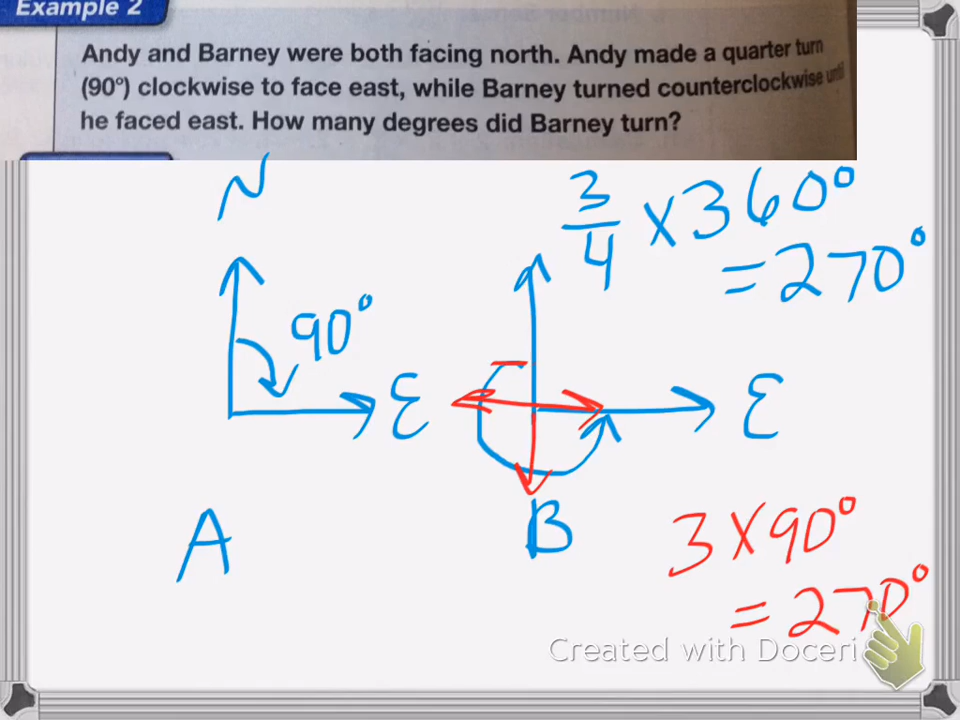 Example 2
Andy and Barney were both facing north. Andy made a quarter turn
(90°) clockwise to face east, while Barney turned counterclockwise until
he faced east. How many degrees did Barney turn?
N
3/4 × 360°
= 270°
90°
E
E
A
B
3 × 90°
= 270°
Created with Doceri